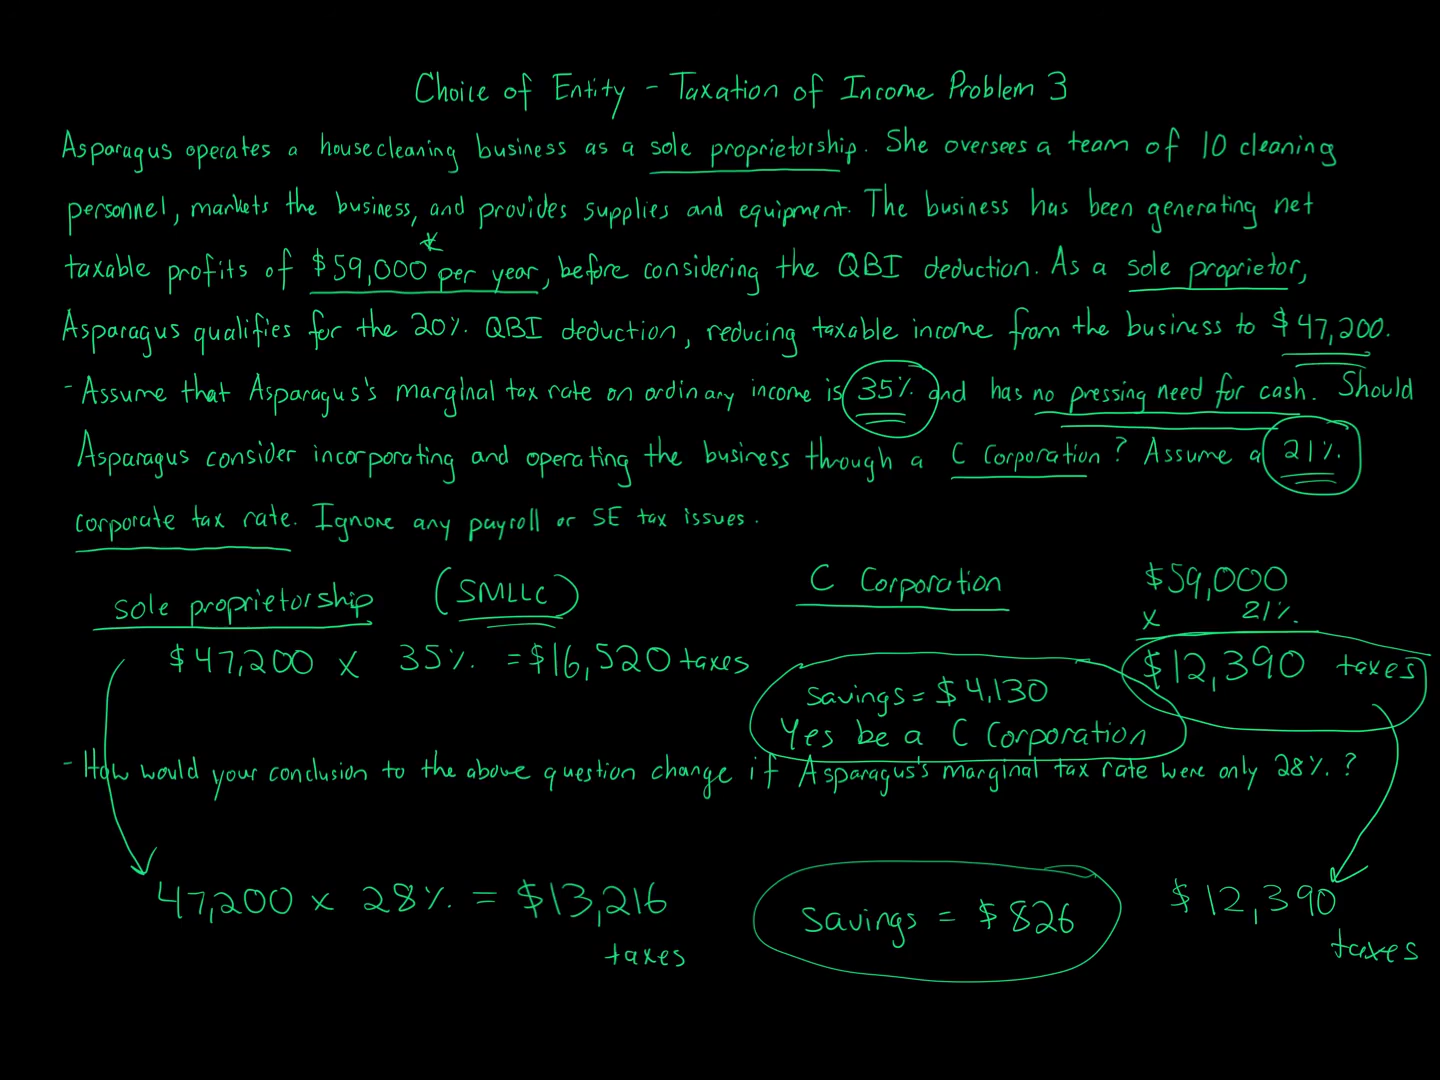 Choice of Entity - Taxation of Income Problem 3
Asparagus operates a housecleaning business as a sole proprietorship. She oversees a team of 10 cleaning
personnel, markets the business, and provides supplies and equipment. The business has been generating net
taxable profits of $59,000* per year, before considering the QBI deduction. As a sole proprietor,
Asparagus qualifies for the 20% QBI deduction, reducing taxable income from the business to $47,200.
- Assume that Asparagus's marginal tax rate on ordinary income is 35% and has no pressing need for cash. Should
Asparagus consider incorporating and operating the business through a C Corporation? Assume a 21%
corporate tax rate. Ignore any payroll or SE tax issues.
sole proprietorship (SMLLC)
$47,200 x 35% = $16,520 taxes
C Corporation
$59,000
x 21%
$12,390 taxes
Savings = $4,130
Yes be a C Corporation
- How would your conclusion to the above question change if Asparagus's marginal tax rate were only 28%?
47,200 x 28% = $13,216
taxes
Savings = $826
$12,390
taxes